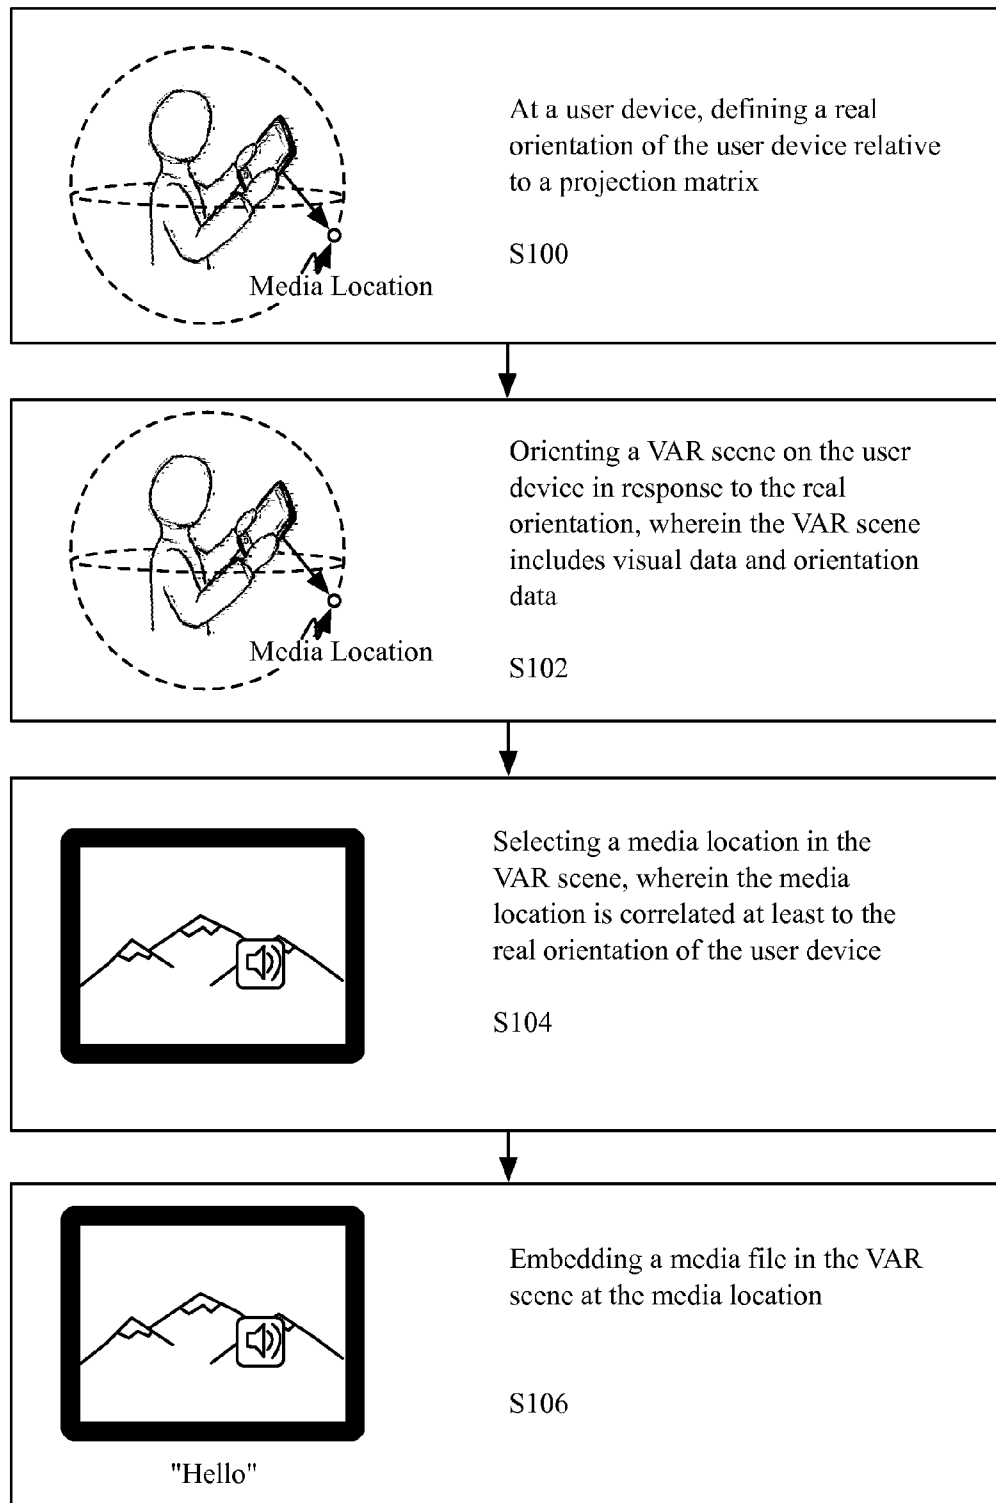 At a user device, defining a real
orientation of the user device relative
to a projection matrix
S100
Media Location
Orienting a VAR scene on the user
device in response to the real
orientation, wherein the VAR scene
includes visual data and orientation
data
S102
Media Location
Selecting a media location in the
VAR scene, wherein the media
location is correlated at least to the
real orientation of the user device
S104
Embedding a media file in the VAR
scene at the media location
S106
"Hello"